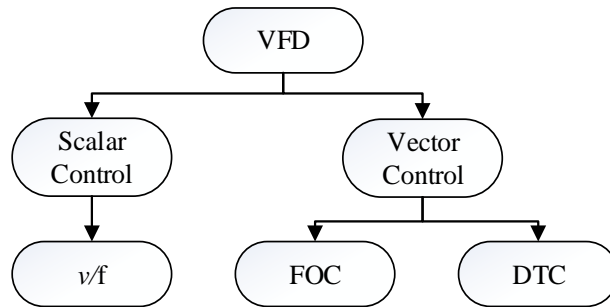 VFD
Scalar
Control
Vector
Control
v/f
FOC
DTC